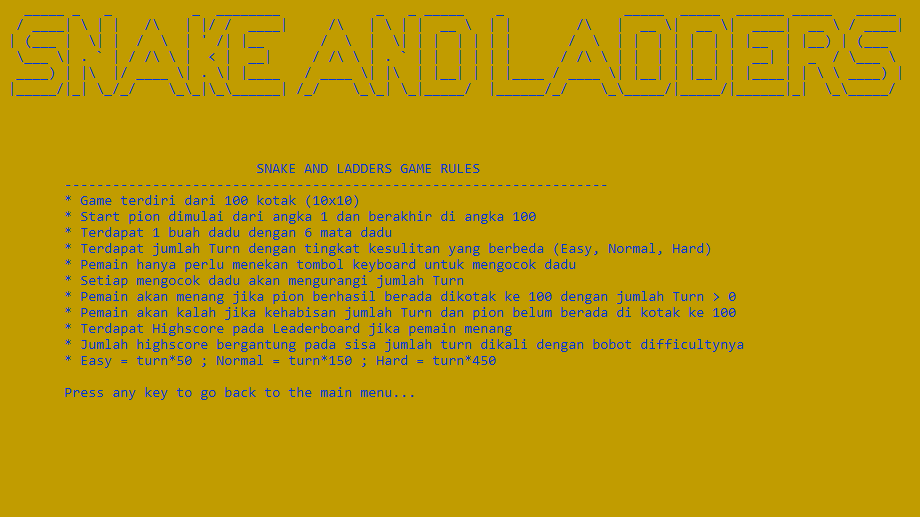 SNAKE AND LADDERS
SNAKE AND LADDERS GAME RULES
--------------------------------------------------------------------
* Game terdiri dari 100 kotak (10x10)
* Start pion dimulai dari angka 1 dan berakhir di angka 100
* Terdapat 1 buah dadu dengan 6 mata dadu
* Terdapat jumlah Turn dengan tingkat kesulitan yang berbeda (Easy, Normal, Hard)
* Pemain hanya perlu menekan tombol keyboard untuk mengocok dadu
* Setiap mengocok dadu akan mengurangi jumlah Turn
* Pemain akan menang jika pion berhasil berada dikotak ke 100 dengan jumlah Turn > 0
* Pemain akan kalah jika kehabisan jumlah Turn dan pion belum berada di kotak ke 100
* Terdapat Highscore pada Leaderboard jika pemain menang
* Jumlah highscore bergantung pada sisa jumlah turn dikali dengan bobot difficultynya
* Easy = turn*50 ; Normal = turn*150 ; Hard = turn*450
Press any key to go back to the main menu...